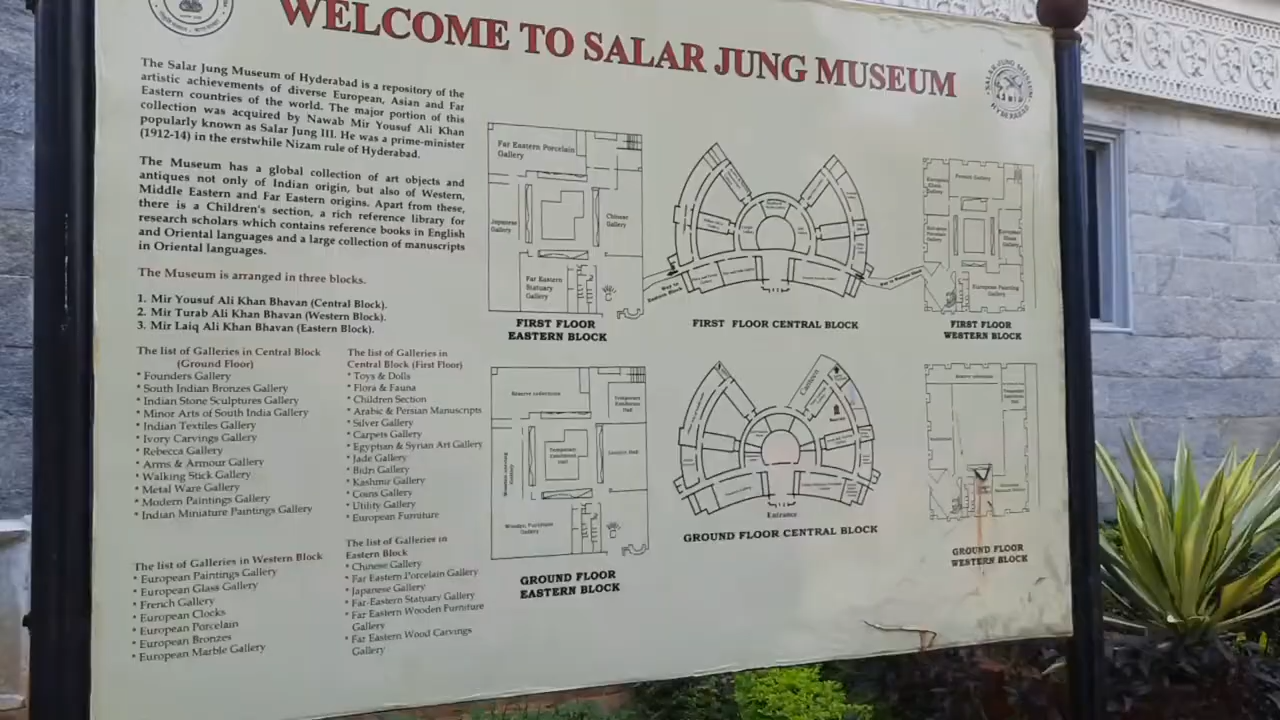 WELCOME TO SALAR JUNG MUSEUM
The Salar Jung Museum of Hyderabad is a repository of the
artistic achievements of diverse European, Asian and Far
Eastern countries of the world. The major portion of this
collection was acquired by Nawab Mir Yousuf Ali Khan
popularly known as Salar Jung III. He was a prime-minister
(1912-14) in the erstwhile Nizam rule of Hyderabad.
The Museum has a global collection of art objects and
antiques not only of Indian origin, but also of Western,
Middle Eastern and Far Eastern origins. Apart from these,
there is a Children's section, a rich reference library for
research scholars which contains reference books in English
and Oriental languages and a large collection of manuscripts
in Oriental languages.
The Museum is arranged in three blocks.
1. Mir Yousuf Ali Khan Bhavan (Central Block).
2. Mir Turab Ali Khan Bhavan (Western Block).
3. Mir Laiq Ali Khan Bhavan (Eastern Block).
The list of Galleries in Central Block
(Ground Floor)
* Founders Gallery
* South Indian Bronzes Gallery
* Indian Stone Sculptures Gallery
* Minor Arts of South India Gallery
* Indian Textiles Gallery
* Ivory Carvings Gallery
* Rebecca Gallery
* Arms & Armour Gallery
* Walking Stick Gallery
* Metal Ware Gallery
* Modern Paintings Gallery
* Indian Miniature Paintings Gallery
The list of Galleries in
Central Block (First Floor)
* Toys & Dolls
* Flora & Fauna
* Children Section
* Arabic & Persian Manuscripts
* Silver Gallery
* Carpets Gallery
* Egyptian & Syrian Art Gallery
* Jade Gallery
* Bidri Gallery
* Kashmir Gallery
* Coins Gallery
* Utility Gallery
* European Furniture
The list of Galleries in Western Block
* European Paintings Gallery
* European Glass Gallery
* French Gallery
* European Clocks
* European Porcelain
* European Bronzes
* European Marble Gallery
The list of Galleries in
Eastern Block
* Chinese Gallery
* Far Eastern Porcelain Gallery
* Japanese Gallery
* Far-Eastern Statuary Gallery
* Far Eastern Wooden Furniture
Gallery
* Far Eastern Wood Carvings
Gallery
Far Eastern Porcelain
Gallery
Japanese
Gallery
Chinese
Gallery
Far Eastern
Statuary
Gallery
FIRST FLOOR
EASTERN BLOCK
FIRST FLOOR CENTRAL BLOCK
French Gallery
European
Glass
Gallery
European Painting
Gallery
FIRST FLOOR
WESTERN BLOCK
Temporary
Exhibition
Hall
Temporary
Exhibition
Hall
GROUND FLOOR
EASTERN BLOCK
Canteen
Entrance
GROUND FLOOR CENTRAL BLOCK
GROUND FLOOR
WESTERN BLOCK
SALAR JUNG MUSEUM
HYDERABAD